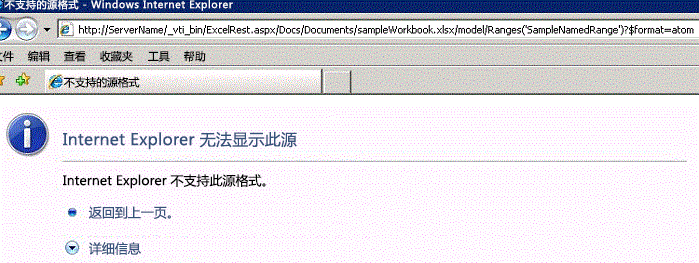 不支持的源格式 - Windows Internet Explorer
http://ServerName/_vti_bin/ExcelRest.aspx/Docs/Documents/sampleWorkbook.xlsx/model/Ranges('SampleNamedRange')?$format=atom
文件 编辑 查看 收藏夹 工具 帮助
不支持的源格式
Internet Explorer 无法显示此源
Internet Explorer 不支持此源格式。
返回到上一页。
详细信息